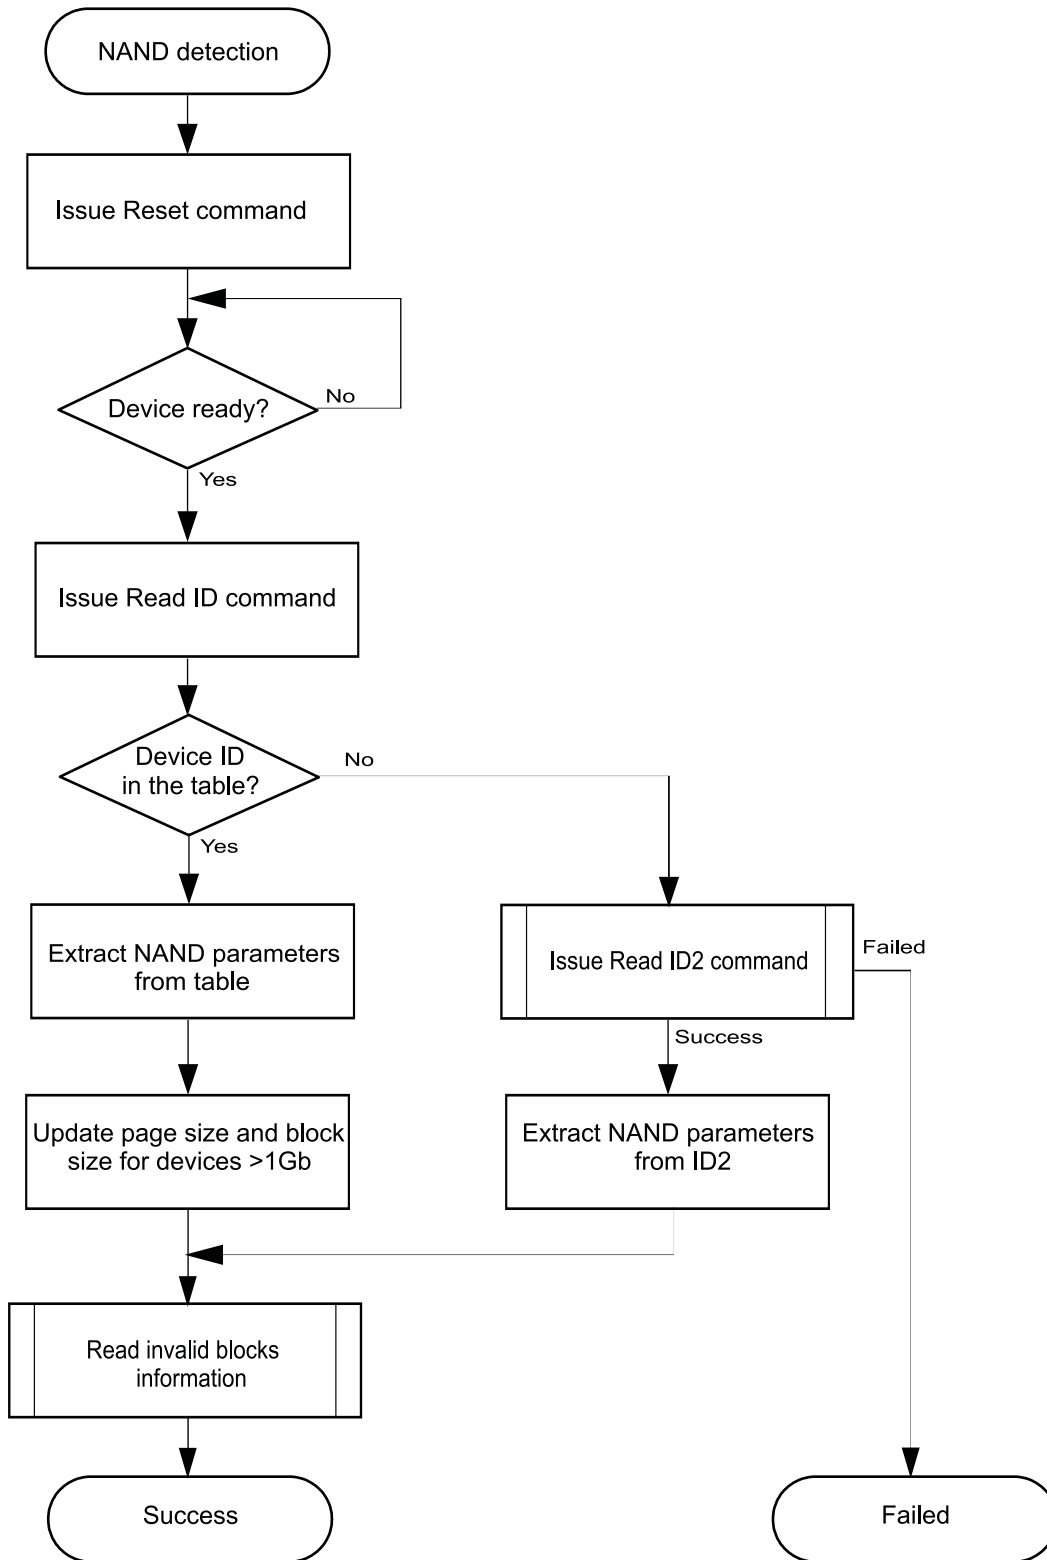 NAND detection
Issue Reset command
Device ready?
No
Yes
Issue Read ID command
Device ID
in the table?
No
Yes
Extract NAND parameters
from table
Issue Read ID2 command
Failed
Success
Update page size and block
size for devices >1Gb
Extract NAND parameters
from ID2
Read invalid blocks
information
Success
Failed